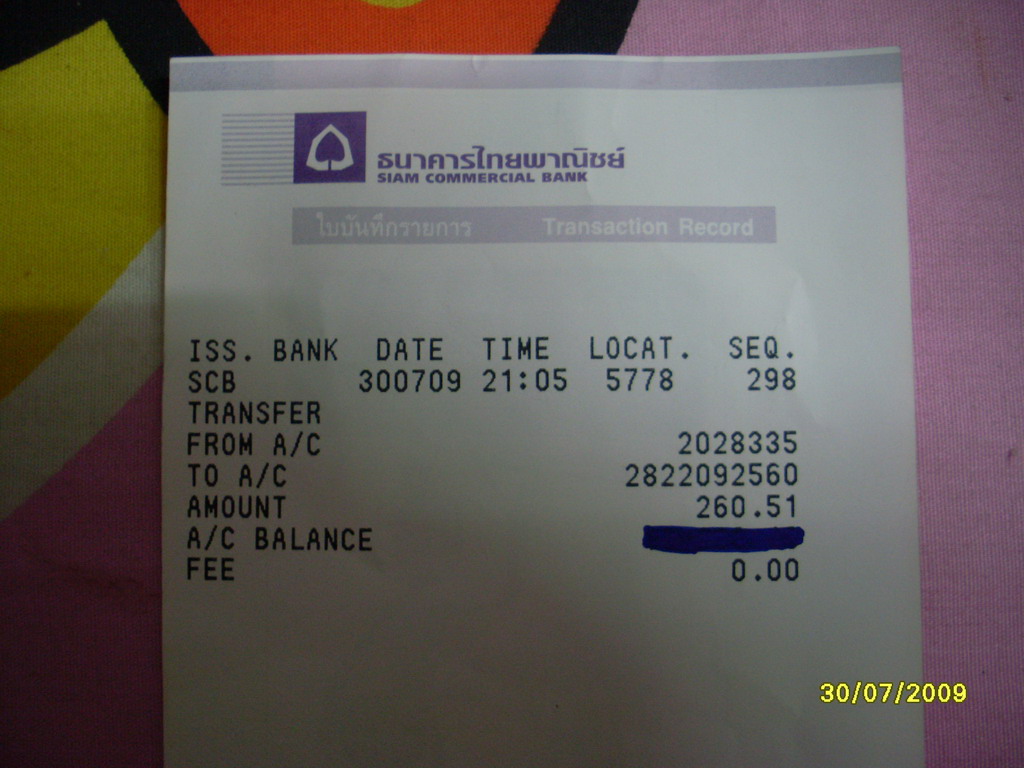 ธนาคารไทยพาณิชย์
SIAM COMMERCIAL BANK
ใบบันทึกรายการ Transaction Record
ISS. BANK DATE TIME LOCAT. SEQ.
SCB 300709 21:05 5778 298
TRANSFER
FROM A/C 2028335
TO A/C 2822092560
AMOUNT 260.51
A/C BALANCE
FEE 0.00
30/07/2009